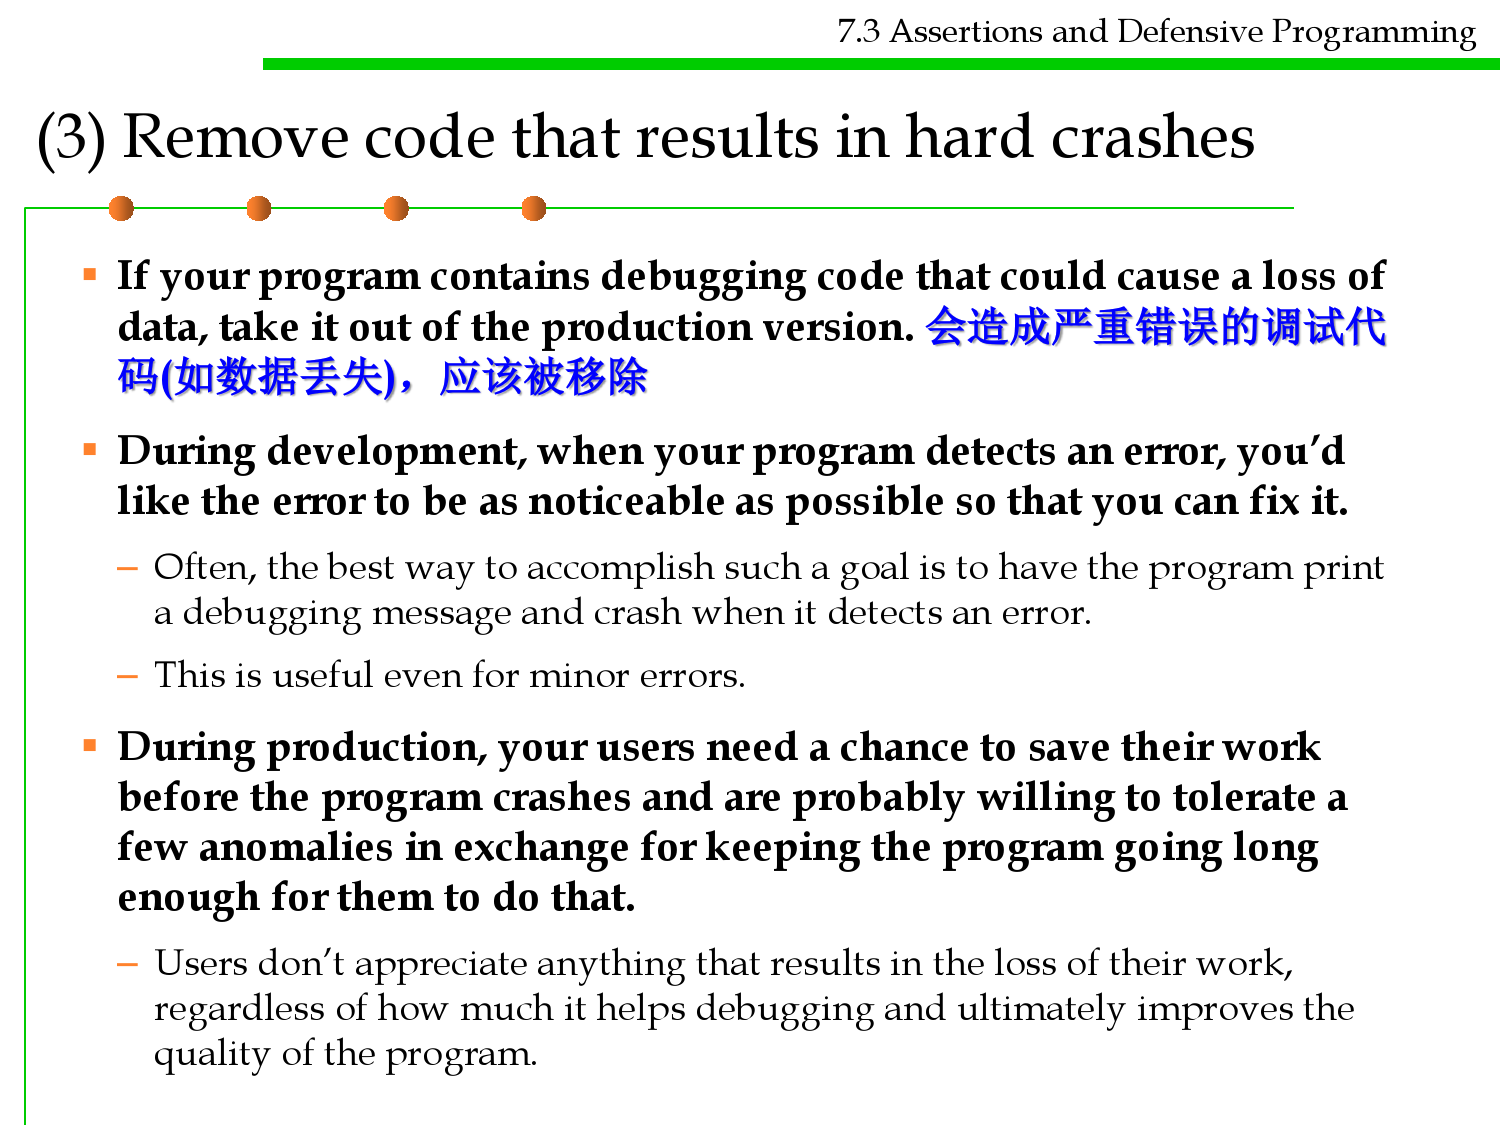 7.3 Assertions and Defensive Programming
(3) Remove code that results in hard crashes
▪ If your program contains debugging code that could cause a loss of
data, take it out of the production version. 会造成严重错误的调试代
码(如数据丢失)，应该被移除
▪ During development, when your program detects an error, you’d
like the error to be as noticeable as possible so that you can fix it.
– Often, the best way to accomplish such a goal is to have the program print
a debugging message and crash when it detects an error.
– This is useful even for minor errors.
▪ During production, your users need a chance to save their work
before the program crashes and are probably willing to tolerate a
few anomalies in exchange for keeping the program going long
enough for them to do that.
– Users don’t appreciate anything that results in the loss of their work,
regardless of how much it helps debugging and ultimately improves the
quality of the program.